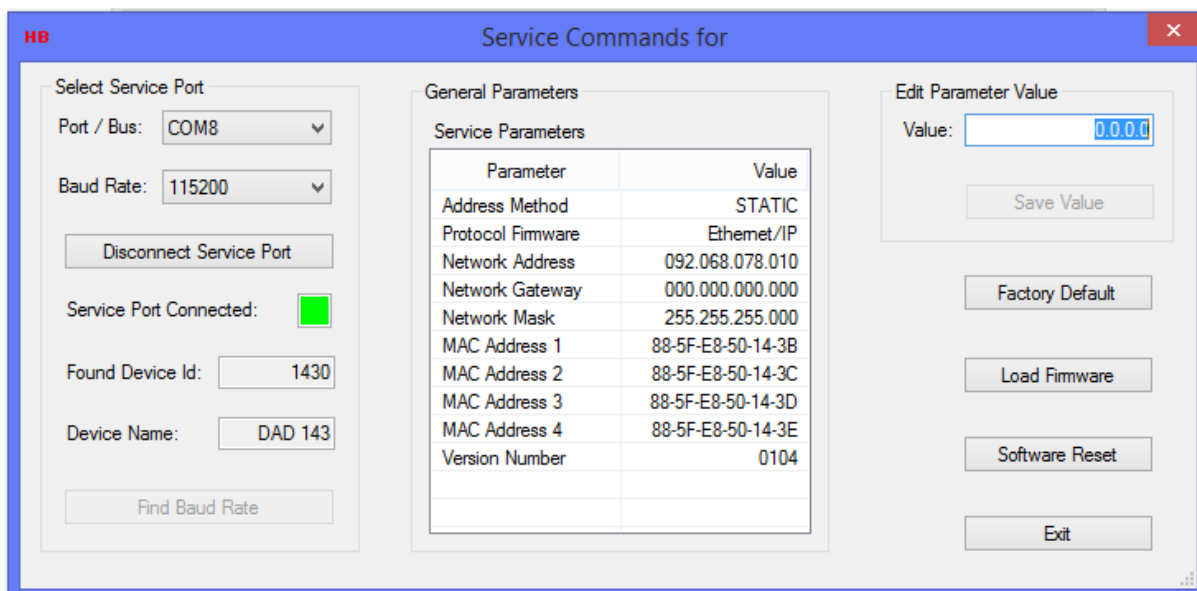 HB
Service Commands for
Select Service Port
Port / Bus: COM8
Baud Rate: 115200
Disconnect Service Port
Service Port Connected:
Found Device Id: 1430
Device Name: DAD 143
Find Baud Rate
General Parameters
Service Parameters
Parameter Value
Address Method STATIC
Protocol Firmware Ethernet/IP
Network Address 092.068.078.010
Network Gateway 000.000.000.000
Network Mask 255.255.255.000
MAC Address 1 88-5F-E8-50-14-3B
MAC Address 2 88-5F-E8-50-14-3C
MAC Address 3 88-5F-E8-50-14-3D
MAC Address 4 88-5F-E8-50-14-3E
Version Number 0104
Edit Parameter Value
Value: 0.0.0.0
Save Value
Factory Default
Load Firmware
Software Reset
Exit